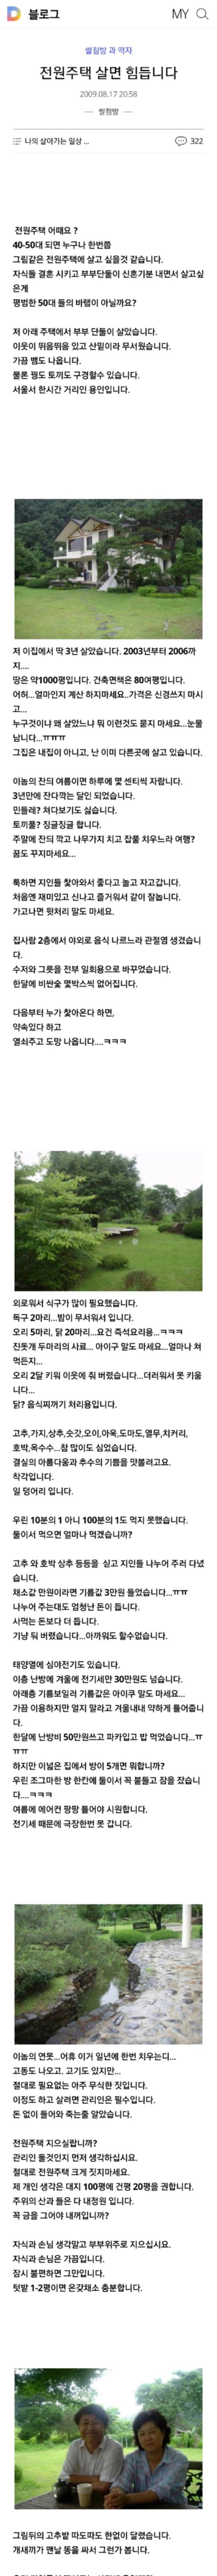 블로그
MY
쌀점방 과 떡자
전원주택 살면 힘듭니다
2009.08.17 20:58
쌀점방
나의 살아가는 일상 ...
322
전원주택 어때요 ?
40-50대 되면 누구나 한번쯤
그림같은 전원주택에 살고 싶을것 같습니다.
자식들 결혼 시키고 부부단둘이 신혼기분 내면서 살고싶
은게
평범한 50대 들의 바램이 아닐까요?
저 아래 주택에서 부부 단둘이 살았습니다.
이웃이 뛰음뛰음 있고 산밑이라 무서웠습니다.
가끔 뱀도 나옵니다.
물론 꿩도 토끼도 구경할수 있습니다.
서울서 한시간 거리인 용인입니다.
저 이집에서 딱 3년 살았습니다. 2003년부터 2006까
지....
땅은 약1000평입니다. 건축면핵은 80여평입니다.
어허...얼마인지 계산 하지마세요..가격은 신경쓰지 마시
고...
누구것이냐 왜 살았느냐 뭐 이런것도 묻지 마세요...눈물
납니다...ㅠㅠㅠ
그집은 내집이 아니고, 난 이미 다른곳에 살고 있습니다.
이놈의 잔듸 여름이면 하루에 몇 센티씩 자람니다.
3년만에 잔다깍는 달인 되었습니다.
민들레? 쳐다보기도 싫습니다.
토끼풀? 징글징글 합니다.
주말에 잔듸 깍고 나무가지 치고 잡풀 치우느라 여행?
꿈도 꾸지마세요...
툭하면 지인들 찿아와서 좋다고 놀고 자고갑니다.
처음엔 재미있고 신나고 즐거워서 같이 잘놉니다.
가고나면 뒷처리 말도 마세요.
집사람 2층에서 야외로 음식 나르느라 관절염 생겼습니
다.
수저와 그릇을 전부 일회용으로 바꾸었습니다.
한달에 비싼숯 몇박스씩 없어집니다.
다음부터 누가 찿아온다 하면,
약속있다 하고
열쇠주고 도망 나옵니다....ㅋㅋㅋ
외로워서 식구가 많이 필요했습니다.
독구 2마리...밤이 무서워서 입니다.
오리 5마리, 닭 20마리...요건 즉석요리용...ㅋㅋㅋ
진돗개 두마리의 사료... 아이구 말도 마세요...얼마나 쳐
먹든지...
오리 2달 키워 이웃에 줘 버렸습니다...더러워서 못 키웁
니다...
닭? 음식찌꺼기 처리용입니다.
고추,가지,상추,숫갓,오이,아욱,도마도,열무,치커리,
호박,옥수수...참 많이도 심었습니다.
결실의 아름다움과 추수의 기쁨을 맛볼려고요.
착각입니다.
일 덩어리 입니다.
우린 10분의 1 아니 100분의 1도 먹지 못했습니다.
둘이서 먹으면 얼마나 먹겠습니까?
고추 와 호박 상추 등등을 싣고 지인들 나누어 주러 다녔
습니다.
채소값 만원이라면 기름값 3만원 들었습니다...ㅠㅠ
나누어 주는대도 엄청난 돈이 듭니다.
사먹는 돈보다 더 듭니다.
기냥 둬 버렸습니다...아까워도 할수없습니다.
태양열에 심야전기도 있습니다.
이층 난방에 겨울에 전기세만 30만원도 넘습니다.
아래층 기름보일러 기름값은 아이쿠 말도 마세요...
가끔 이용하지만 얼지 말라고 겨울내내 약하게 틀어줍니
다.
한달에 난방비 50만원쓰고 파카입고 밥 먹었습니다...ㅠ
ㅠㅠ
하지만 이넓은 집에서 방이 5개면 뭐합니까?
우린 조그마한 방 한칸에 둘이서 꼭 붙들고 잠을 잤습니
다....ㅋㅋㅋ
여름에 에어컨 팡팡 틀어야 시원합니다.
전기세 때문에 극장한번 못 갑니다.
이놈의 연못...어휴 이거 일년에 한번 치우는디...
고동도 나오고. 고기도 있지만...
절대로 필요없는 아주 무식한 짓입니다.
이정도 하고 살려면 관리인은 필수입니다.
돈 없이 들어와 죽는줄 알았습니다.
전원주택 지으실랍니까?
관리인 둘것인지 먼저 생각하십시요.
절대로 전원주택 크게 짓지마세요.
제 개인 생각은 대지 100평에 건평 20평을 권합니다.
주위의 산과 들은 다 내정원 입니다.
꼭 금을 그어야 내꺼입니까?
자식과 손님 생각말고 부부위주로 지으십시요.
자식과 손님은 가끔입니다.
잠시 불편하면 그만입니다.
텃밭 1-2평이면 온갖채소 충분합니다.
그림뒤의 고추밭 따도따도 한없이 달렸습니다.
개새끼가 맨날 똥을 싸서 그런가 봅니다.